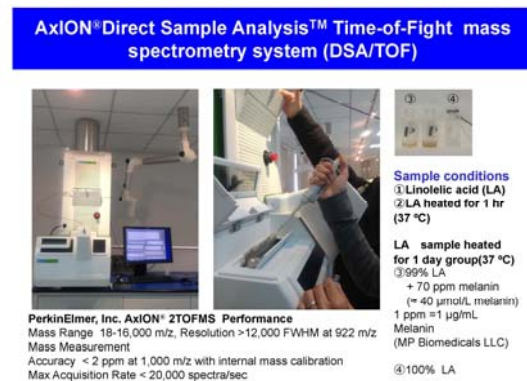 AxION®Direct Sample Analysis™ Time-of-Fight mass
spectrometry system (DSA/TOF)
③ ④
Sample conditions
①Linolelic acid (LA)
②LA heated for 1 hr
(37 ºC)
LA sample heated
for 1 day group(37 ºC)
③99% LA
+ 70 ppm melanin
(≈ 40 μmol/L melanin)
1 ppm =1 μg/mL
Melanin
(MP Biomedicals LLC)
④100% LA
PerkinElmer, Inc. AxION® 2TOFMS Performance
Mass Range 18-16,000 m/z, Resolution >12,000 FWHM at 922 m/z
Mass Measurement
Accuracy < 2 ppm at 1,000 m/z with internal mass calibration
Max Acquisition Rate < 20,000 spectra/sec